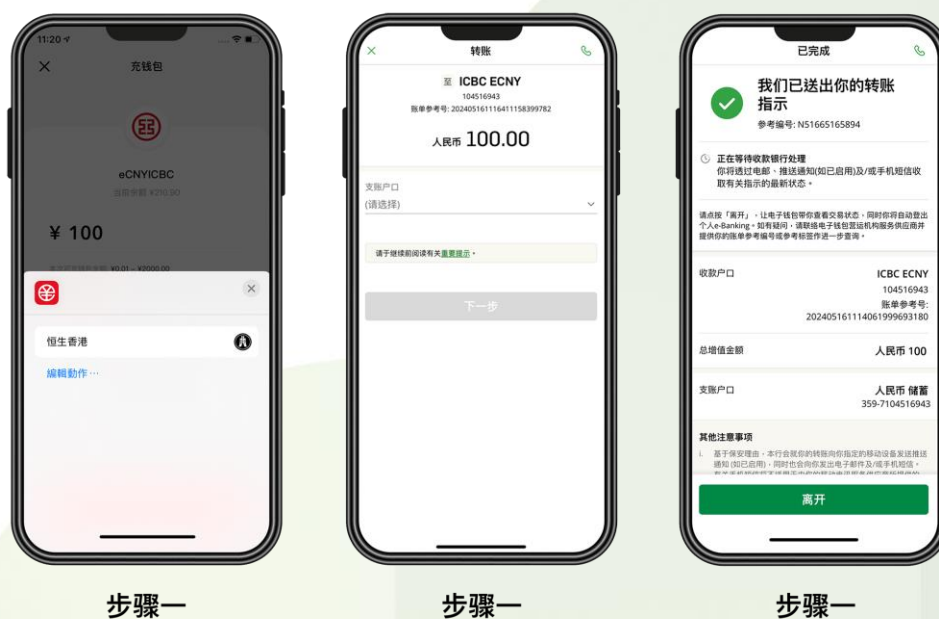 11:20
充钱包
eCNYICBC
当前余额 ¥210.90
¥ 100
¥0.01 ~ ¥2000.00
恒生香港
編輯動作…
步骤一
转账
至 ICBC ECNY
104516943
账单参考号: 20240516111641115839978​2
人民币 100.00
支账户口
(请选择)
请于继续前阅读有关重要提示。
下一步
步骤一
已完成
我们已送出你的转账
指示
参考编号: N51665165894
正在等待收款银行处理
你将透过电邮、推送通知(如已启用)及/或手机短信收
取有关指示的最新状态。
请点按「离开」,让电子钱包带你查看交易状态,同时你将自动登出
个人e-Banking。如有疑问,请联络电子钱包营运机构服务供应商并
提供你的账单参考编号或参考标签作进一步查询。
收款户口
ICBC ECNY
104516943
账单参考号:
202405161114061999693180
总增值金额
人民币 100
支账户口
人民币 储蓄
359-7104516943
其他注意事项
i. 基于保安理由,本行会就你的转账向你指定的移动设备发送推送
通知 (如已启用),同时也会向你发出电子邮件及/或手机短信。
离开
步骤一